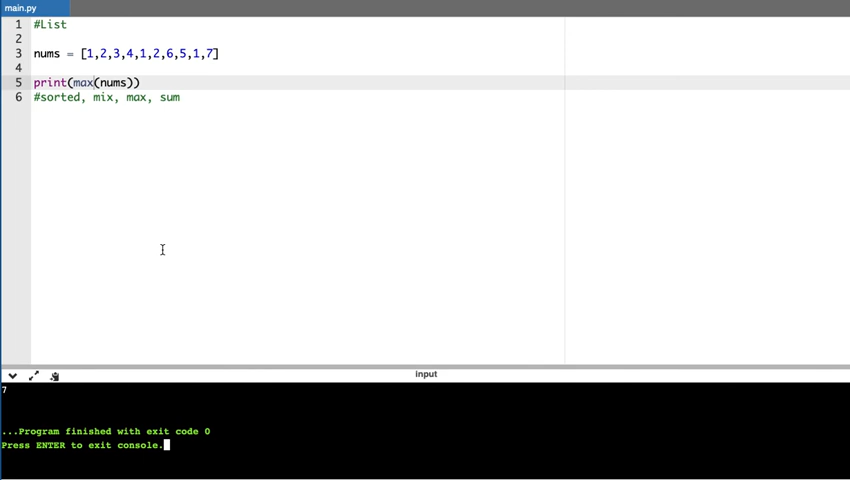 main.py
1 #List
2
3 nums = [1,2,3,4,1,2,6,5,1,7]
4
5 print(max(nums))
6 #sorted, mix, max, sum
input
7
...Program finished with exit code 0
Press ENTER to exit console.